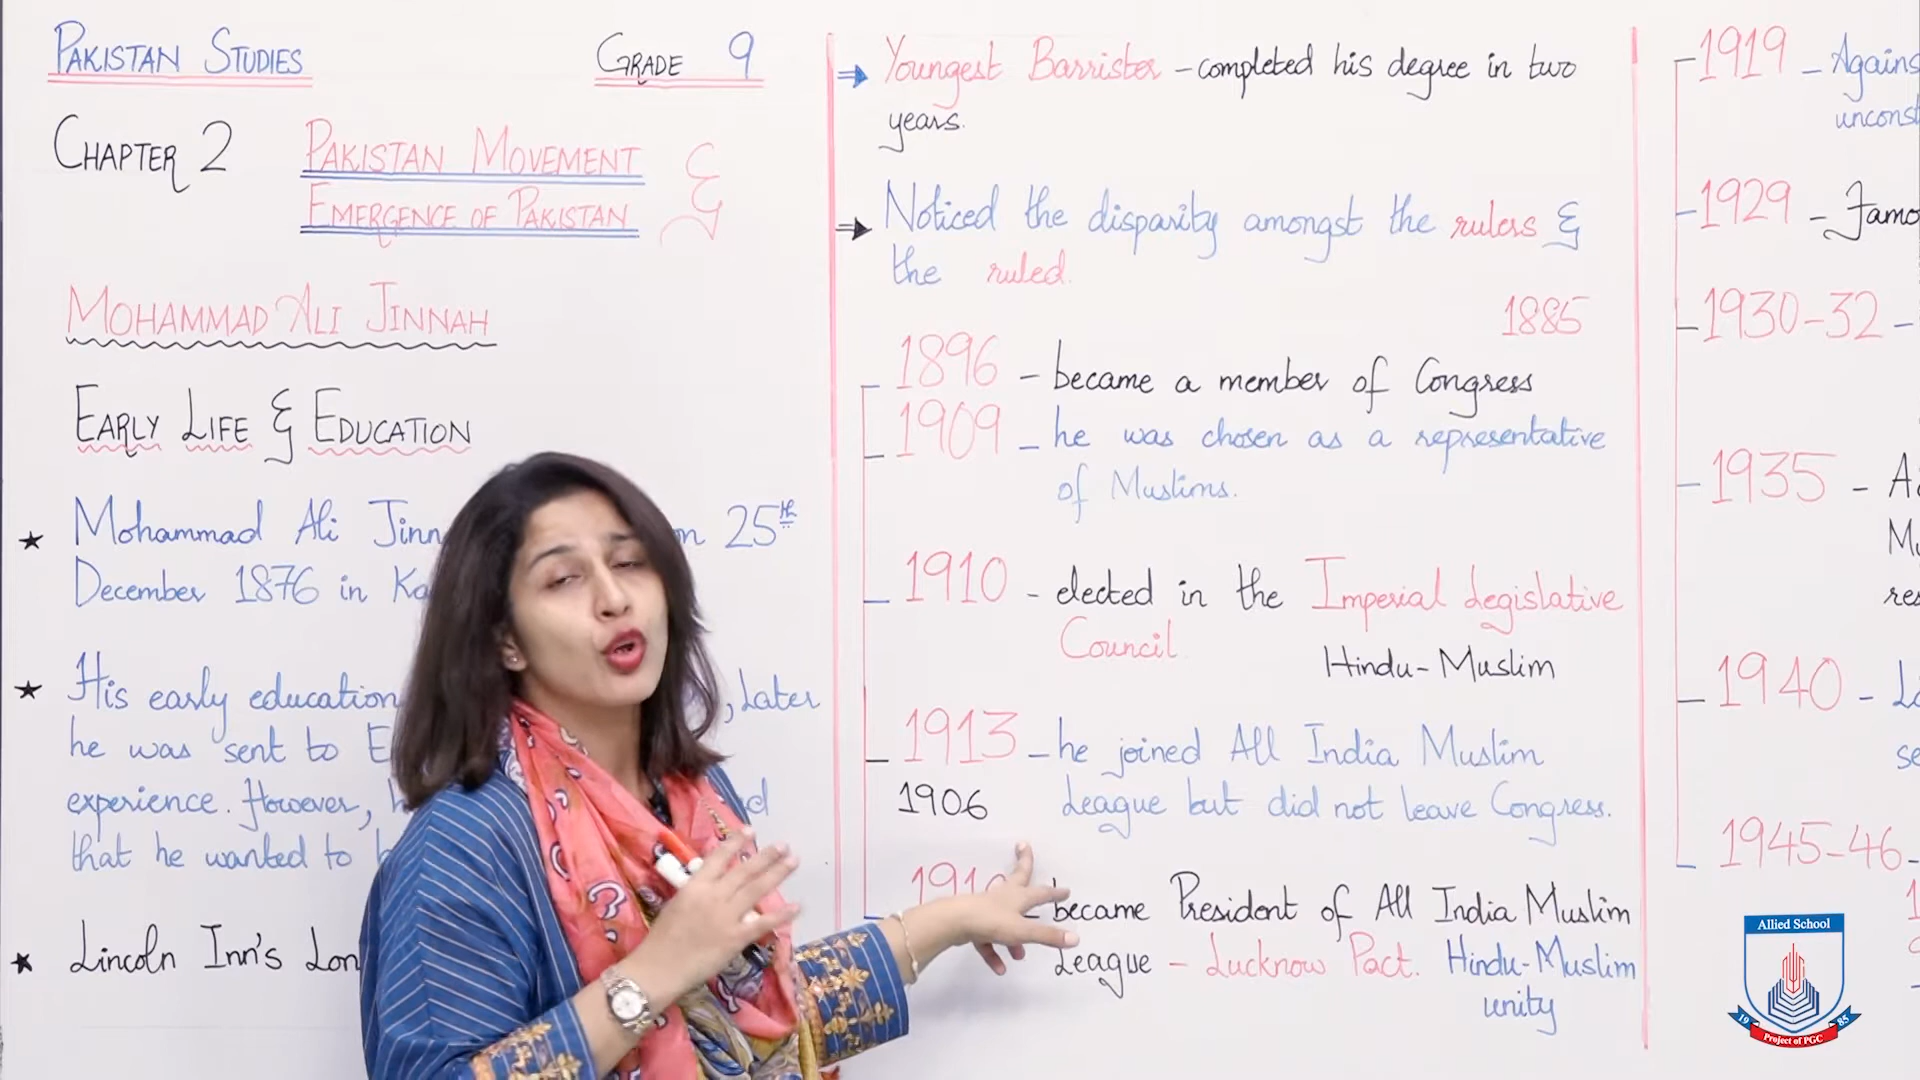 PAKISTAN STUDIES
GRADE 9
CHAPTER 2
PAKISTAN MOVEMENT &
EMERGENCE OF PAKISTAN
MOHAMMAD ALI JINNAH
EARLY LIFE & EDUCATION
Mohammad Ali on 25th
December 1876 in
His early education , Later
he was sent to
experience. However,
that he wanted to
Lincoln Inn's
Youngest Barrister - completed his degree in two
years.
Noticed the disparity amongst the rulers &
the ruled.
1885
1896 - became a member of Congress
1909 - he was chosen as a representative
of Muslims.
1910 - elected in the Imperial Legislative
Council
Hindu-Muslim
1913 - he joined All India Muslim
1906 League but did not leave Congress.
became President of All India Muslim
League - Lucknow Pact. Hindu-Muslim
unity
1919 -
1929 -
1930-32 -
1935 -
1940 -
1945-46 -
Allied School
1985
Project of PGC